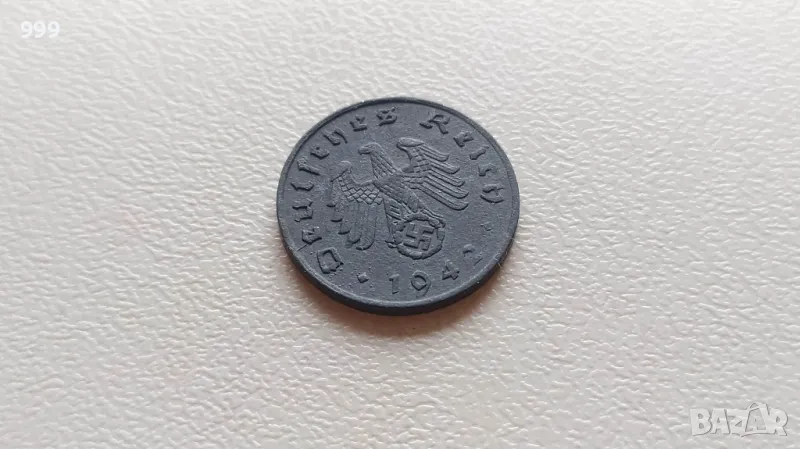 999
Deutsches Reich
1942
BAZAR